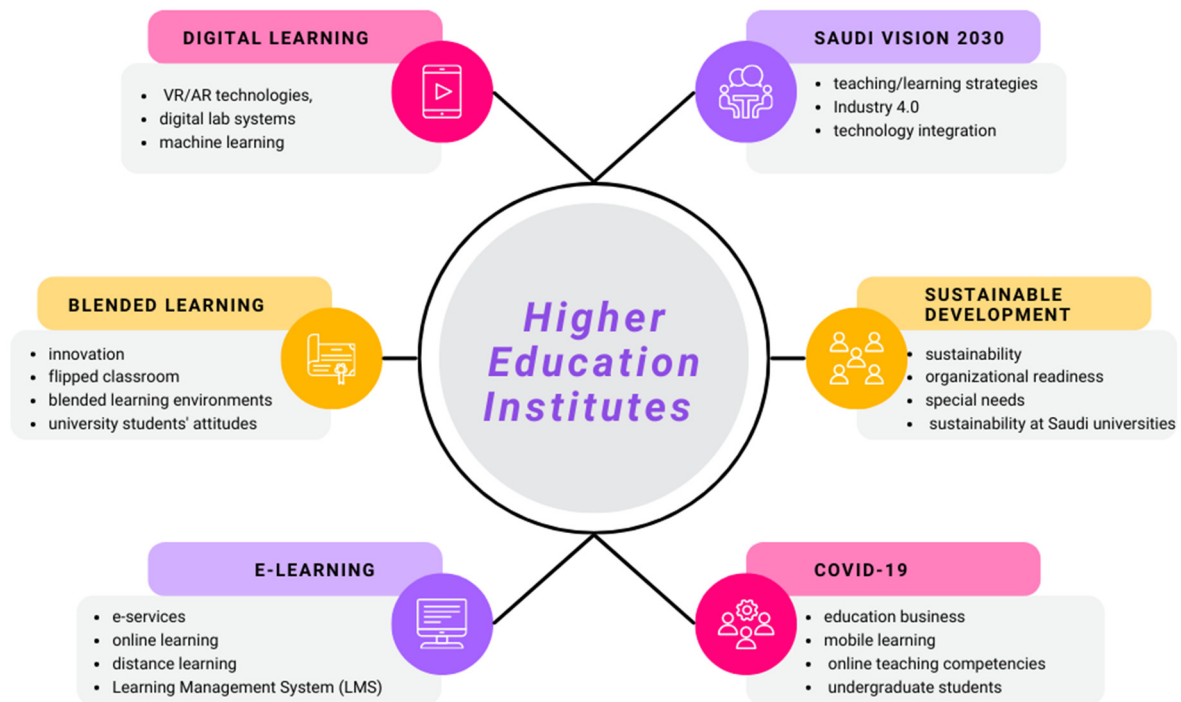 DIGITAL LEARNING
• VR/AR technologies,
• digital lab systems
• machine learning
SAUDI VISION 2030
• teaching/learning strategies
• Industry 4.0
• technology integration
BLENDED LEARNING
• innovation
• flipped classroom
• blended learning environments
• university students' attitudes
Higher
Education
Institutes
SUSTAINABLE
DEVELOPMENT
• sustainability
• organizational readiness
• special needs
• sustainability at Saudi universities
E-LEARNING
• e-services
• online learning
• distance learning
• Learning Management System (LMS)
COVID-19
• education business
• mobile learning
• online teaching competencies
• undergraduate students